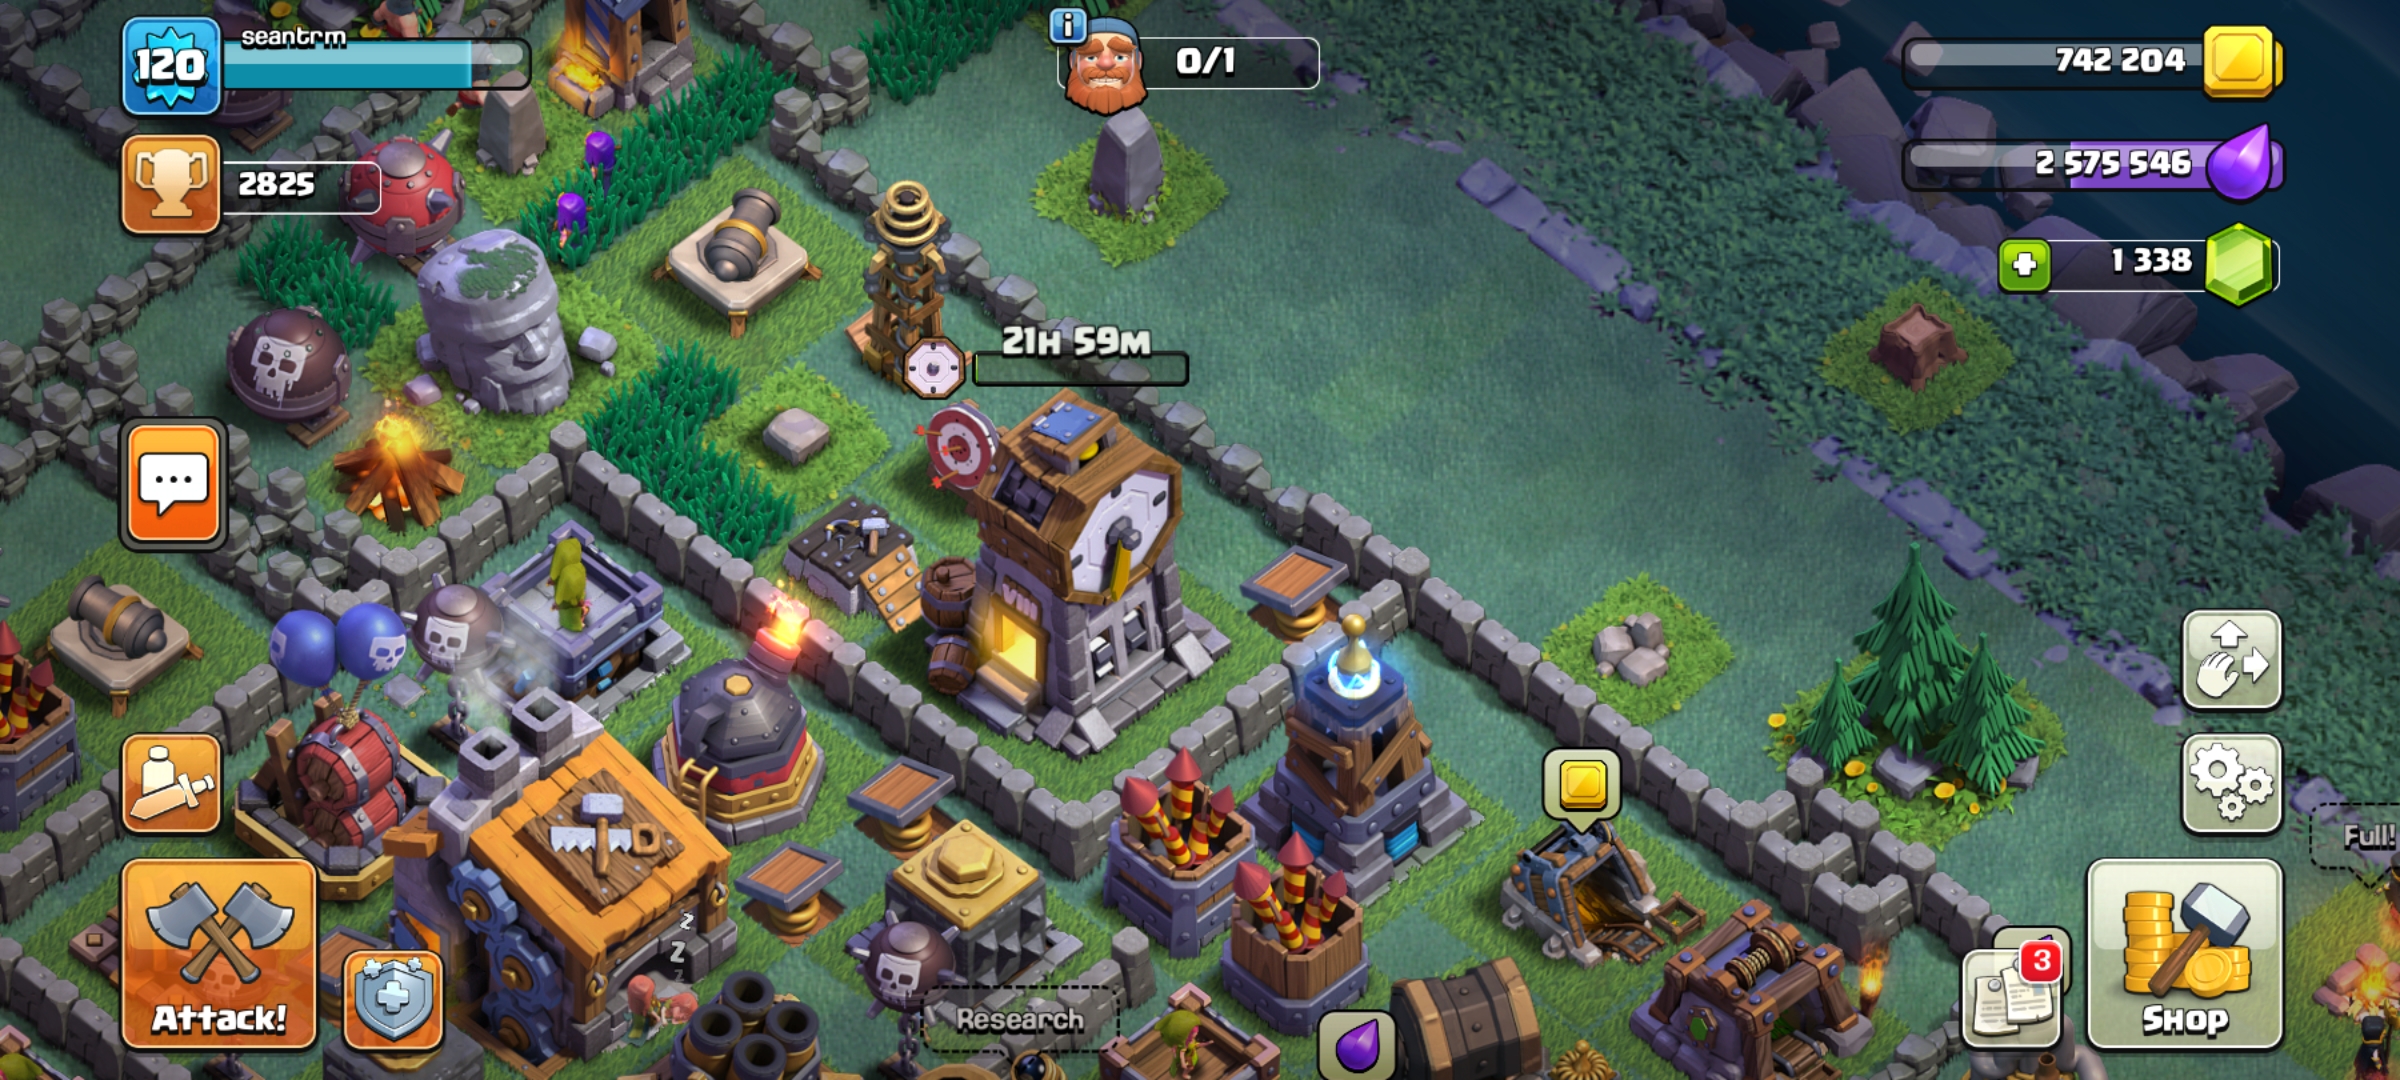 120
seantrm
0/1
742 204
2825
2 575 546
1 338
21H 59M
VIII
Full!
z
z
z
3
Attack!
Research
Shop